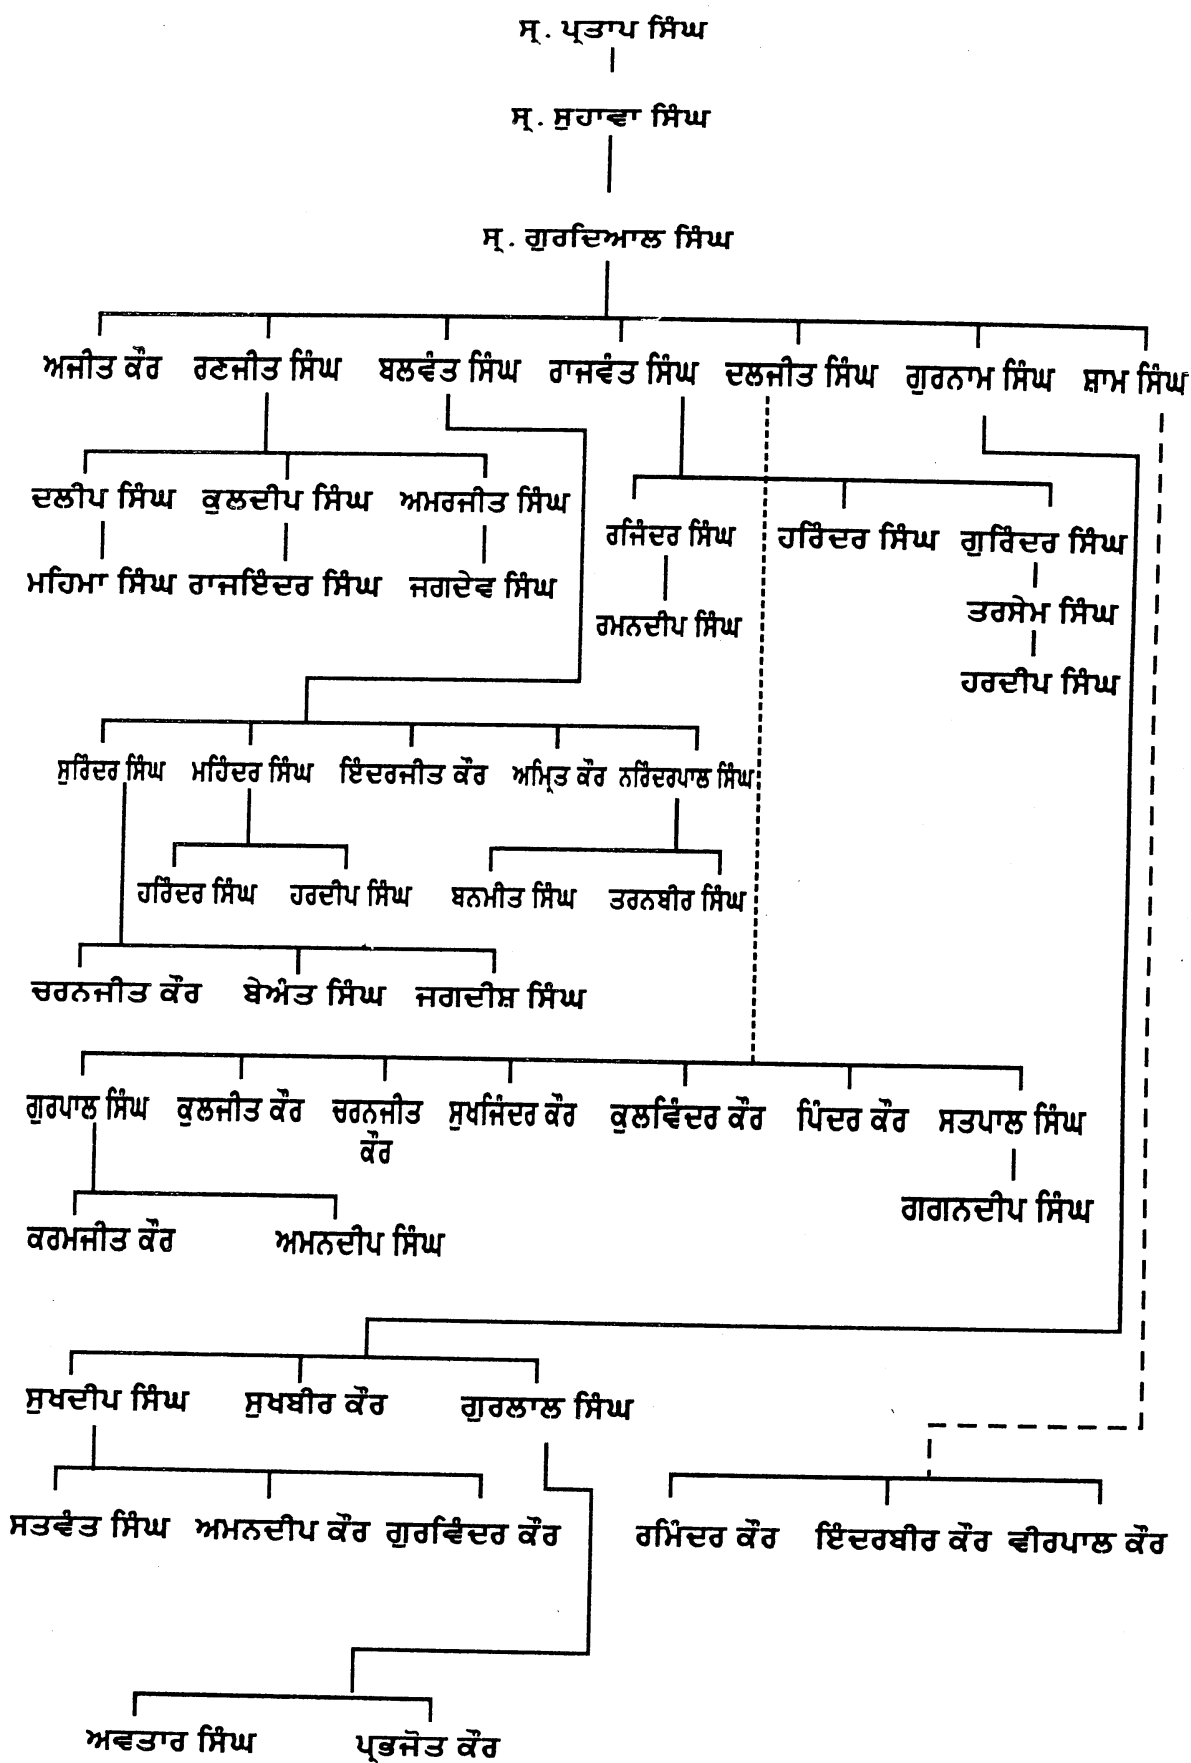 ਸ੍ਰ. ਪ੍ਰਤਾਪ ਸਿੰਘ
ਸ੍ਰ. ਸੁਹਾਵਾ ਸਿੰਘ
ਸ੍ਰ. ਗੁਰਦਿਆਲ ਸਿੰਘ
ਅਜੀਤ ਕੌਰ ਰਣਜੀਤ ਸਿੰਘ ਬਲਵੰਤ ਸਿੰਘ ਰਾਜਵੰਤ ਸਿੰਘ ਦਲਜੀਤ ਸਿੰਘ ਗੁਰਨਾਮ ਸਿੰਘ ਸ਼ਾਮ ਸਿੰਘ
ਦਲੀਪ ਸਿੰਘ ਕੁਲਦੀਪ ਸਿੰਘ ਅਮਰਜੀਤ ਸਿੰਘ
ਰਜਿੰਦਰ ਸਿੰਘ ਹਰਿੰਦਰ ਸਿੰਘ ਗੁਰਿੰਦਰ ਸਿੰਘ
ਮਹਿਮਾ ਸਿੰਘ ਰਾਜਇੰਦਰ ਸਿੰਘ ਜਗਦੇਵ ਸਿੰਘ
ਰਮਨਦੀਪ ਸਿੰਘ ਤਰਸੇਮ ਸਿੰਘ
ਹਰਦੀਪ ਸਿੰਘ
ਸੁਰਿੰਦਰ ਸਿੰਘ ਮਹਿੰਦਰ ਸਿੰਘ ਇੰਦਰਜੀਤ ਕੌਰ ਅਮ੍ਰਿਤ ਕੌਰ ਨਰਿੰਦਰਪਾਲ ਸਿੰਘ
ਹਰਿੰਦਰ ਸਿੰਘ ਹਰਦੀਪ ਸਿੰਘ ਬਨਮੀਤ ਸਿੰਘ ਤਰਨਬੀਰ ਸਿੰਘ
ਚਰਨਜੀਤ ਕੌਰ ਬੇਅੰਤ ਸਿੰਘ ਜਗਦੀਸ਼ ਸਿੰਘ
ਗੁਰਪਾਲ ਸਿੰਘ ਕੁਲਜੀਤ ਕੌਰ ਚਰਨਜੀਤ ਸੁਖਜਿੰਦਰ ਕੌਰ ਕੁਲਵਿੰਦਰ ਕੌਰ ਪਿੰਦਰ ਕੌਰ ਸਤਪਾਲ ਸਿੰਘ
ਕੌਰ
ਗਗਨਦੀਪ ਸਿੰਘ
ਕਰਮਜੀਤ ਕੌਰ ਅਮਨਦੀਪ ਸਿੰਘ
ਸੁਖਦੀਪ ਸਿੰਘ ਸੁਖਬੀਰ ਕੌਰ ਗੁਰਲਾਲ ਸਿੰਘ
ਸਤਵੰਤ ਸਿੰਘ ਅਮਨਦੀਪ ਕੌਰ ਗੁਰਵਿੰਦਰ ਕੌਰ ਰਮਿੰਦਰ ਕੌਰ ਇੰਦਰਬੀਰ ਕੌਰ ਵੀਰਪਾਲ ਕੌਰ
ਅਵਤਾਰ ਸਿੰਘ ਪ੍ਰਭਜੋਤ ਕੌਰ